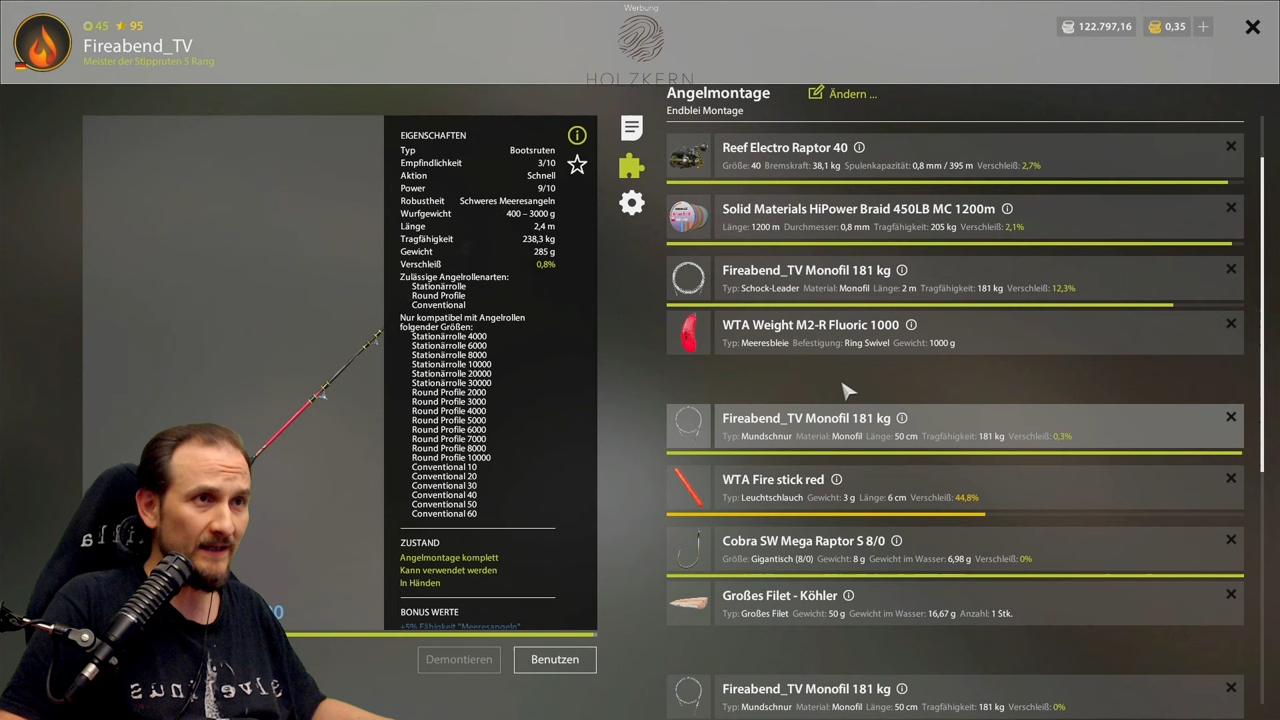 Werbung
HOLZKERN
45 95
Fireabend_TV
Meister der Stippruten 5 Rang
122.797,16
0,35
Angelmontage
Ändern ...
Endblei Montage
EIGENSCHAFTEN
Typ Bootsruten
Empfindlichkeit 3/10
Aktion Schnell
Power 9/10
Robustheit Schweres Meeresangeln
Wurfgewicht 400 – 3000 g
Länge 2,4 m
Tragfähigkeit 238,3 kg
Gewicht 285 g
Verschleiß 0,8%
Zulässige Angelrollenarten:
Stationärrolle
Round Profile
Conventional
Nur kompatibel mit Angelrollen
folgender Größen:
Stationärrolle 4000
Stationärrolle 6000
Stationärrolle 8000
Stationärrolle 10000
Stationärrolle 20000
Stationärrolle 30000
Round Profile 2000
Round Profile 3000
Round Profile 4000
Round Profile 5000
Round Profile 6000
Round Profile 7000
Round Profile 8000
Round Profile 10000
Conventional 10
Conventional 20
Conventional 30
Conventional 40
Conventional 50
Conventional 60
ZUSTAND
Angelmontage komplett
Kann verwendet werden
In Händen
BONUS WERTE
+5% Fähigkeit "Meeresangeln"
Demontieren
Benutzen
Reef Electro Raptor 40
Größe: 40 Bremskraft: 38,1 kg Spulenkapazität: 0,8 mm / 395 m Verschleiß: 2,7%
Solid Materials HiPower Braid 450LB MC 1200m
Länge: 1200 m Durchmesser: 0,8 mm Tragfähigkeit: 205 kg Verschleiß: 2,1%
Fireabend_TV Monofil 181 kg
Typ: Schock-Leader Material: Monofil Länge: 2 m Tragfähigkeit: 181 kg Verschleiß: 12,3%
WTA Weight M2-R Fluoric 1000
Typ: Meeresbleie Befestigung: Ring Swivel Gewicht: 1000 g
Fireabend_TV Monofil 181 kg
Typ: Mundschnur Material: Monofil Länge: 50 cm Tragfähigkeit: 181 kg Verschleiß: 0,3%
WTA Fire stick red
Typ: Leuchtschlauch Gewicht: 3 g Länge: 6 cm Verschleiß: 44,8%
Cobra SW Mega Raptor S 8/0
Größe: Gigantisch (8/0) Gewicht: 8 g Gewicht im Wasser: 6,98 g Verschleiß: 0%
Großes Filet - Köhler
Typ: Großes Filet Gewicht: 50 g Gewicht im Wasser: 16,67 g Anzahl: 1 Stk.
Fireabend_TV Monofil 181 kg
Typ: Mundschnur Material: Monofil Länge: 50 cm Tragfähigkeit: 181 kg Verschleiß: 0%